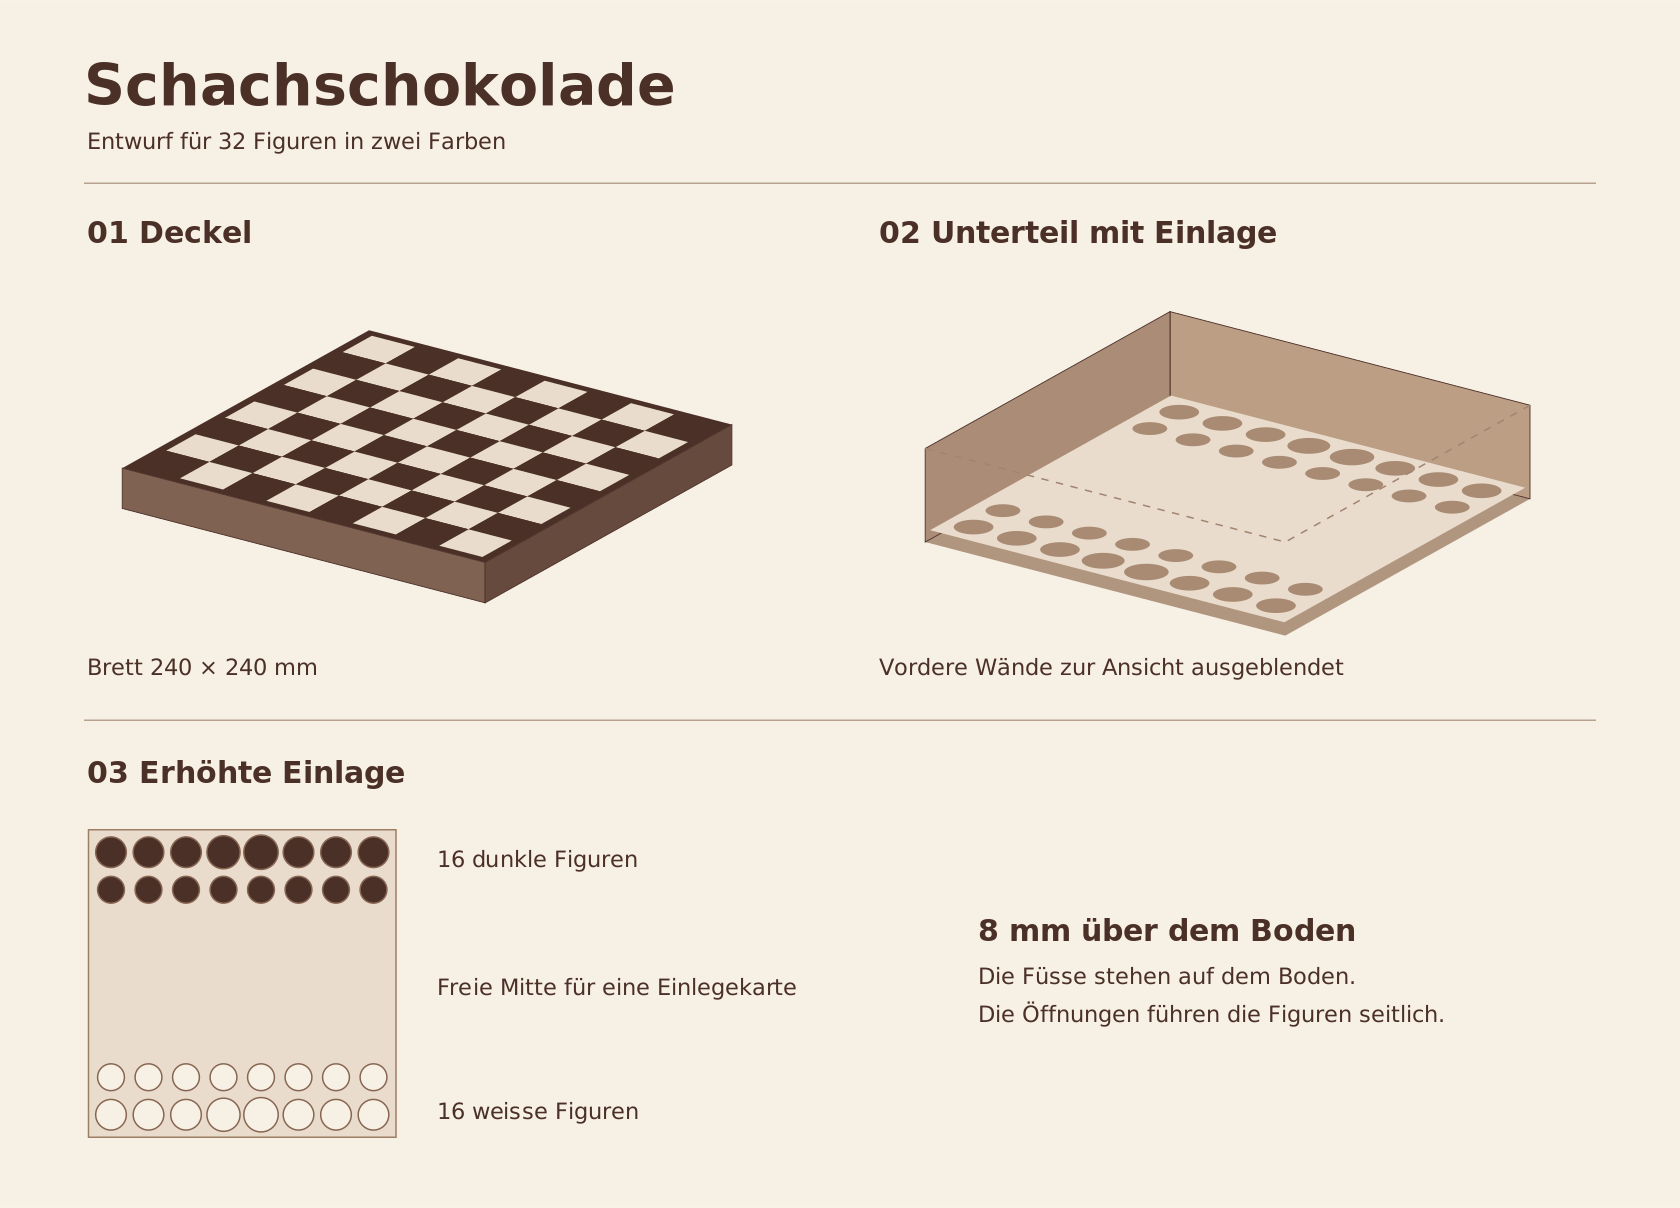 Schachschokolade
Entwurf für 32 Figuren in zwei Farben
01 Deckel
02 Unterteil mit Einlage
Brett 240 × 240 mm
Vordere Wände zur Ansicht ausgeblendet
03 Erhöhte Einlage
16 dunkle Figuren
Freie Mitte für eine Einlegekarte
16 weisse Figuren
8 mm über dem Boden
Die Füsse stehen auf dem Boden.
Die Öffnungen führen die Figuren seitlich.